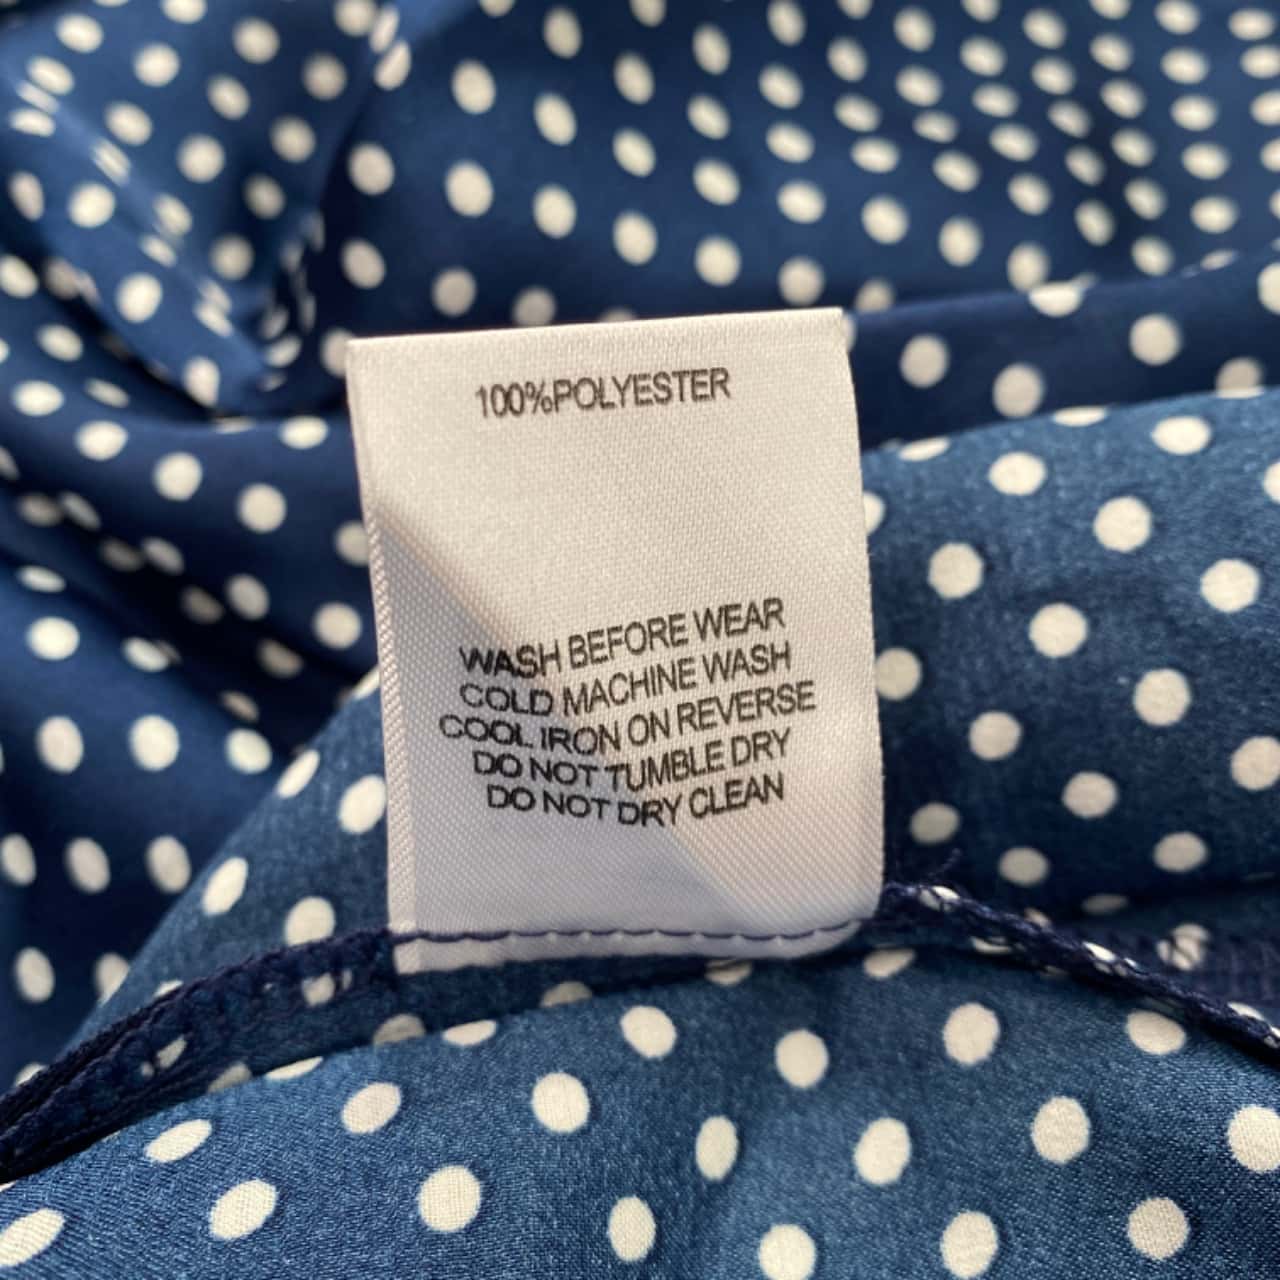 100%POLYESTER
WASH BEFORE WEAR
COLD MACHINE WASH
COOL IRON ON REVERSE
DO NOT TUMBLE DRY
DO NOT DRY CLEAN